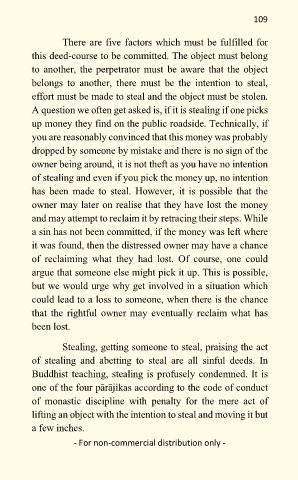 109
There are five factors which must be fulfilled for
this deed-course to be committed. The object must belong
to another, the perpetrator must be aware that the object
belongs to another, there must be the intention to steal,
effort must be made to steal and the object must be stolen.
A question we often get asked is, if it is stealing if one picks
up money they find on the public roadside. Technically, if
you are reasonably convinced that this money was probably
dropped by someone by mistake and there is no sign of the
owner being around, it is not theft as you have no intention
of stealing and even if you pick the money up, no intention
has been made to steal. However, it is possible that the
owner may later on realise that they have lost the money
and may attempt to reclaim it by retracing their steps. While
a sin has not been committed, if the money was left where
it was found, then the distressed owner may have a chance
of reclaiming what they had lost. Of course, one could
argue that someone else might pick it up. This is possible,
but we would urge why get involved in a situation which
could lead to a loss to someone, when there is the chance
that the rightful owner may eventually reclaim what has
been lost.
Stealing, getting someone to steal, praising the act
of stealing and abetting to steal are all sinful deeds. In
Buddhist teaching, stealing is profusely condemned. It is
one of the four pārājikas according to the code of conduct
of monastic discipline with penalty for the mere act of
lifting an object with the intention to steal and moving it but
a few inches.
- For non-commercial distribution only -